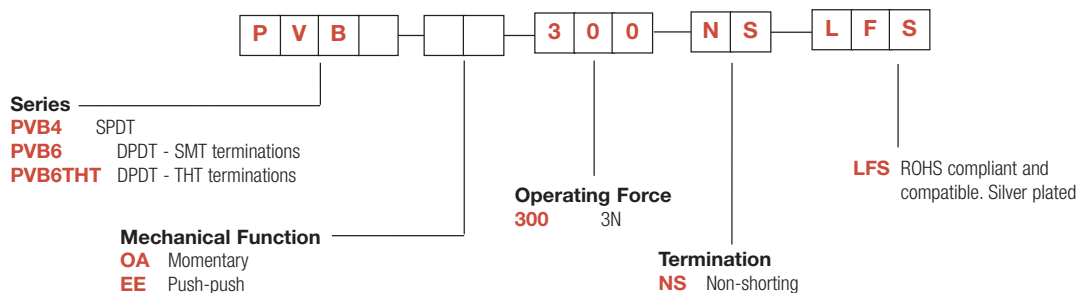 P V B 3 0 0 N S L F S
Series
PVB4 SPDT
PVB6 DPDT - SMT terminations
PVB6THT DPDT - THT terminations
Mechanical Function
OA Momentary
EE Push-push
Operating Force
300 3N
Termination
NS Non-shorting
LFS ROHS compliant and
compatible. Silver plated